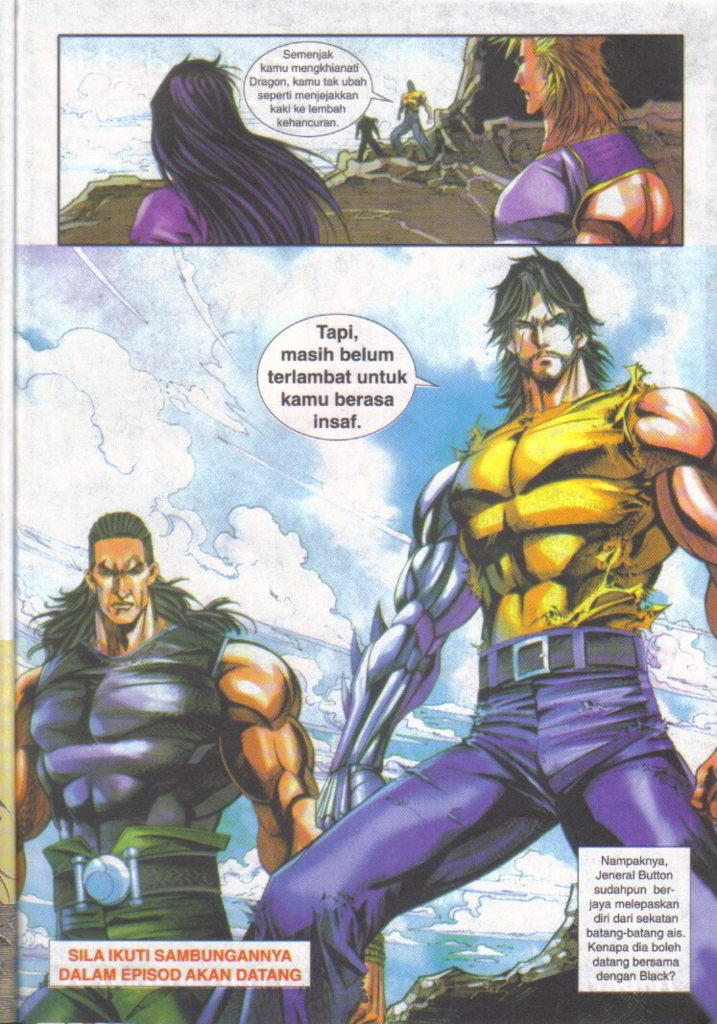 Semenjak
kamu mengkhianati
Dragon, kamu tak ubah
seperti menjejakkan
kaki ke lembah
kehancuran.
Tapi,
masih belum
terlambat untuk
kamu berasa
insaf.
Nampaknya,
Jeneral Button
sudahpun ber-
jaya melepaskan
diri dari sekatan
batang-batang ais.
Kenapa dia boleh
datang bersama
dengan Black?
SILA IKUTI SAMBUNGANNYA
DALAM EPISOD AKAN DATANG